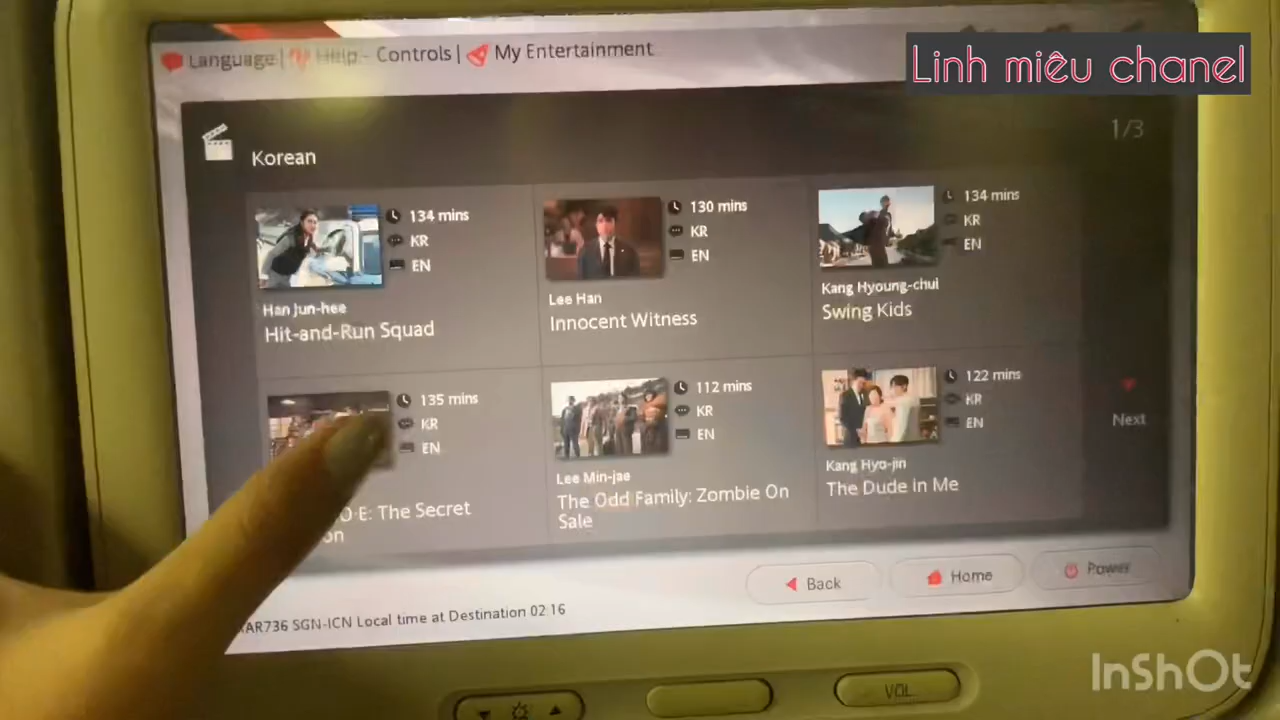 Language | Help - Controls | My Entertainment
Linh miêu chanel
Korean
1/3
134 mins
KR
EN
Han Jun-hee
Hit-and-Run Squad
130 mins
KR
EN
Lee Han
Innocent Witness
134 mins
KR
EN
Kang Hyoung-chul
Swing Kids
135 mins
KR
EN
O·E: The Secret
112 mins
KR
EN
Lee Min-jae
The Odd Family: Zombie On
Sale
122 mins
KR
EN
Kang Hyo-jin
The Dude in Me
Next
Back
Home
Power
AAR736 SGN-ICN Local time at Destination 02:16
VOL
InShOt